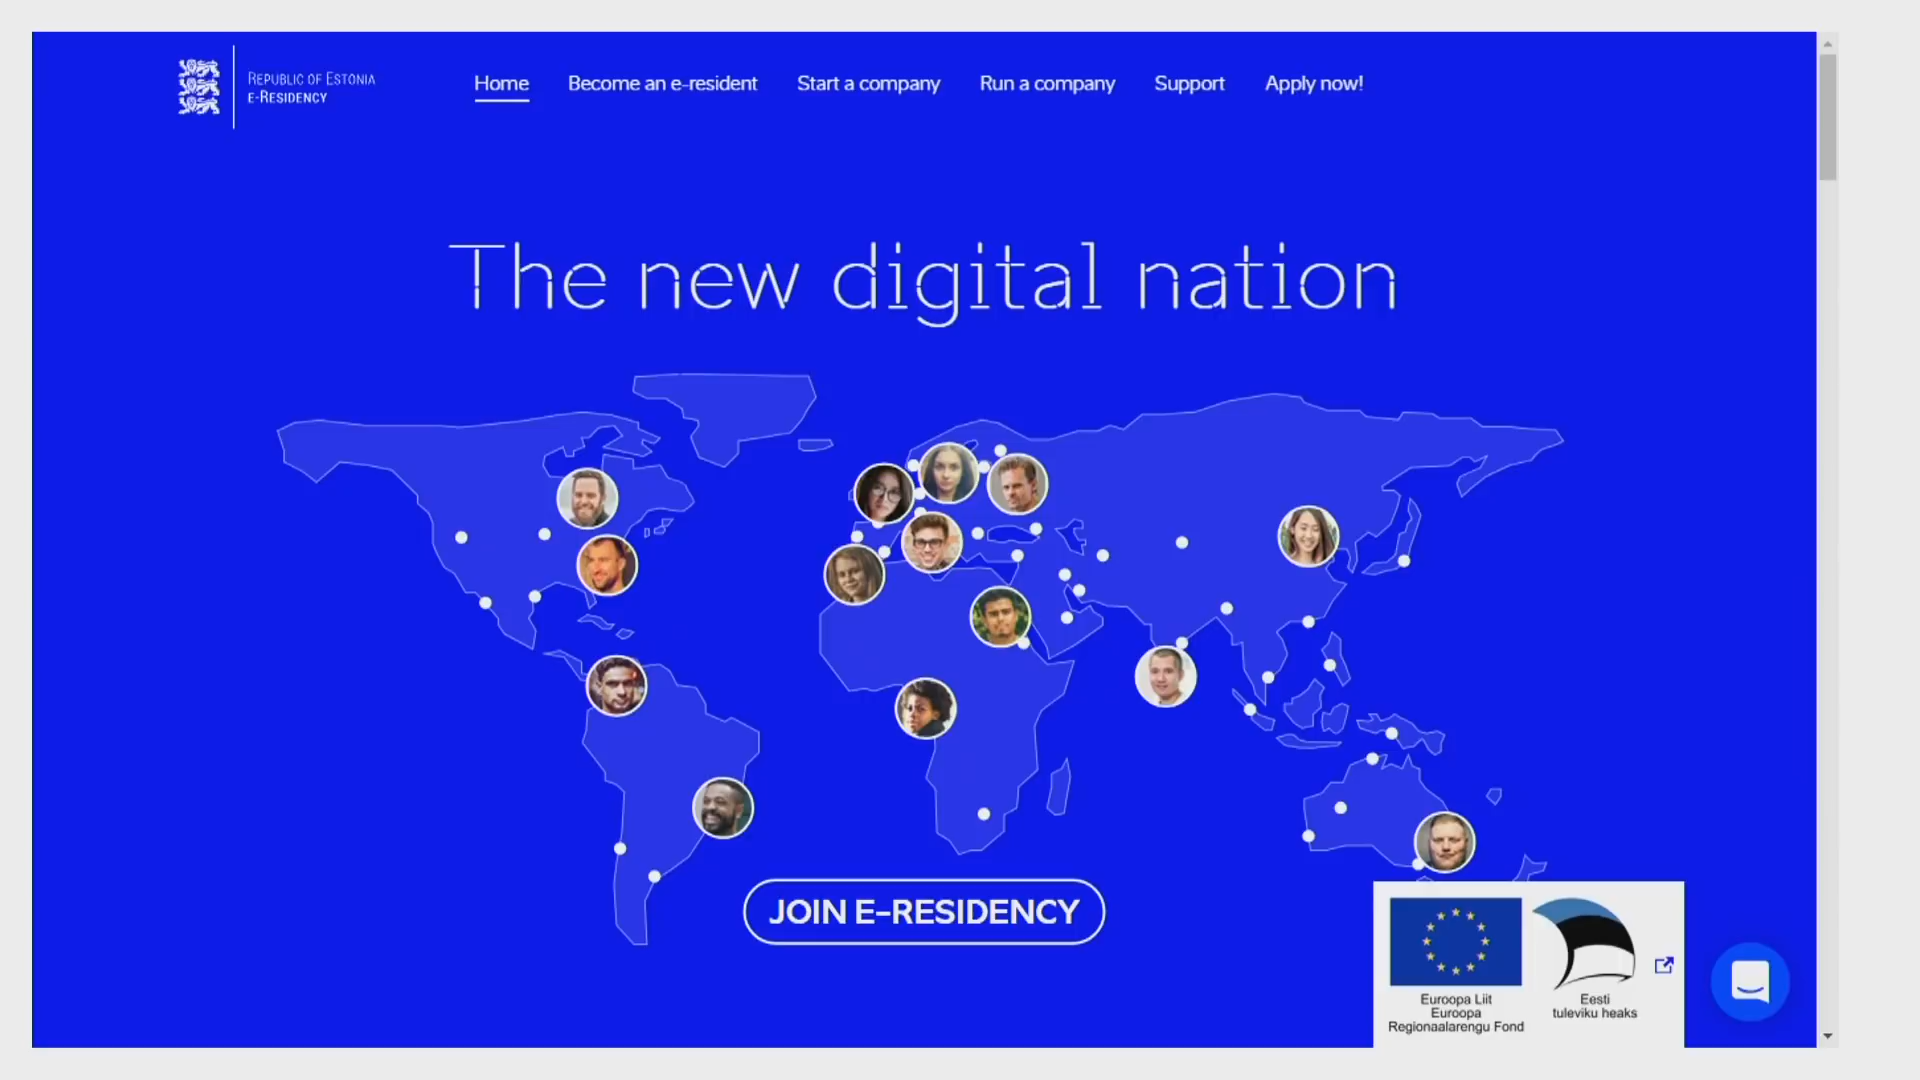 REPUBLIC OF ESTONIA
E-RESIDENCY
Home
Become an e-resident
Start a company
Run a company
Support
Apply now!
The new digital nation
JOIN E-RESIDENCY
Euroopa Liit
Euroopa
Regionaalarengu Fond
Eesti
tuleviku heaks